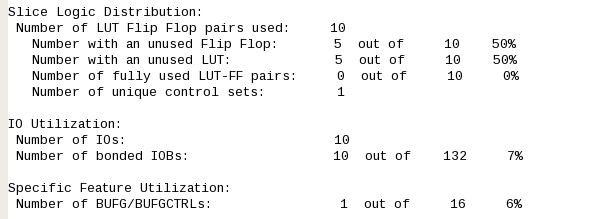 Slice Logic Distribution:
Number of LUT Flip Flop pairs used: 10
Number with an unused Flip Flop: 5 out of 10 50%
Number with an unused LUT: 5 out of 10 50%
Number of fully used LUT-FF pairs: 0 out of 10 0%
Number of unique control sets: 1
IO Utilization:
Number of IOs: 10
Number of bonded IOBs: 10 out of 132 7%
Specific Feature Utilization:
Number of BUFG/BUFGCTRLs: 1 out of 16 6%